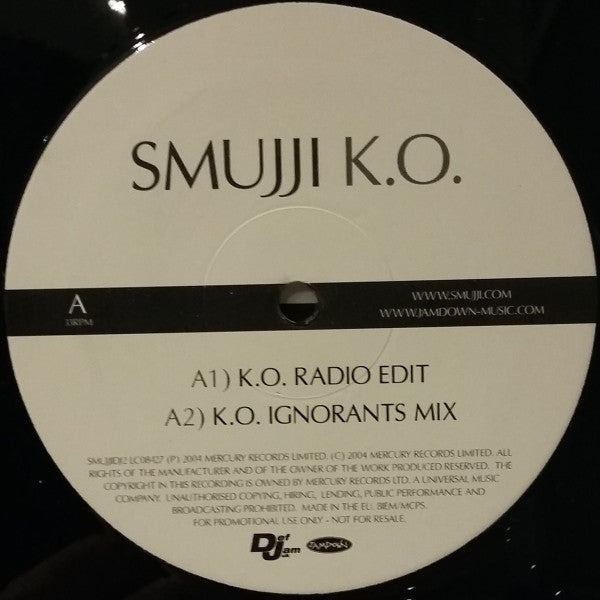 SMUJJI K.O.
A
33RPM
WWW.SMUJJI.COM
WWW.JAMDOWN-MUSIC.COM
A1) K.O. RADIO EDIT
A2) K.O. IGNORANTS MIX
SMUJJIDJ2 LC08427 (P) 2004 MERCURY RECORDS LIMITED. (C) 2004 MERCURY RECORDS LIMITED. ALL
RIGHTS OF THE MANUFACTURER AND OF THE OWNER OF THE WORK PRODUCED RESERVED. THE
COPYRIGHT IN THIS RECORDING IS OWNED BY MERCURY RECORDS LTD. A UNIVERSAL MUSIC
COMPANY. UNAUTHORISED COPYING, HIRING, LENDING, PUBLIC PERFORMANCE AND
BROADCASTING PROHIBITED. MADE IN THE EU. BIEM/MCPS.
FOR PROMOTIONAL USE ONLY - NOT FOR RESALE.
Def Jam UK
JAMDOWN